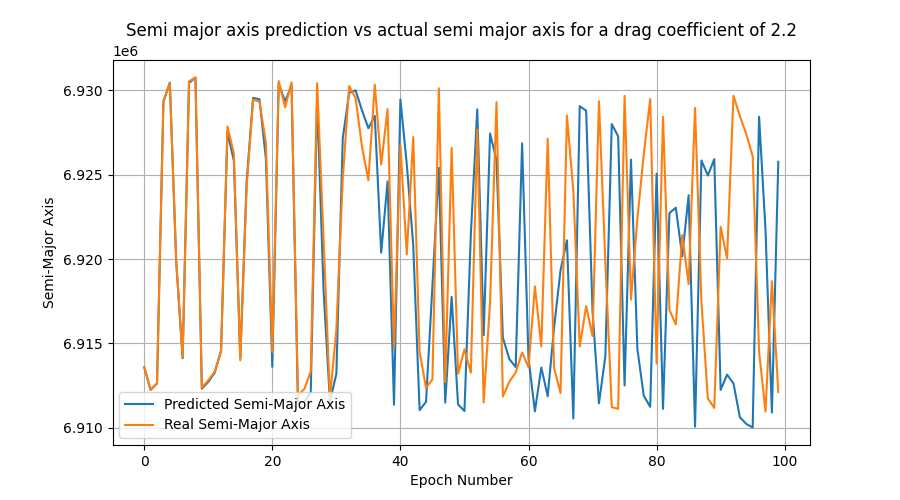 Semi major axis prediction vs actual semi major axis for a drag coefficient of 2.2
1e6
6.930
6.925
6.920
6.915
6.910
Semi-Major Axis
Predicted Semi-Major Axis
Real Semi-Major Axis
0 20 40 60 80 100
Epoch Number